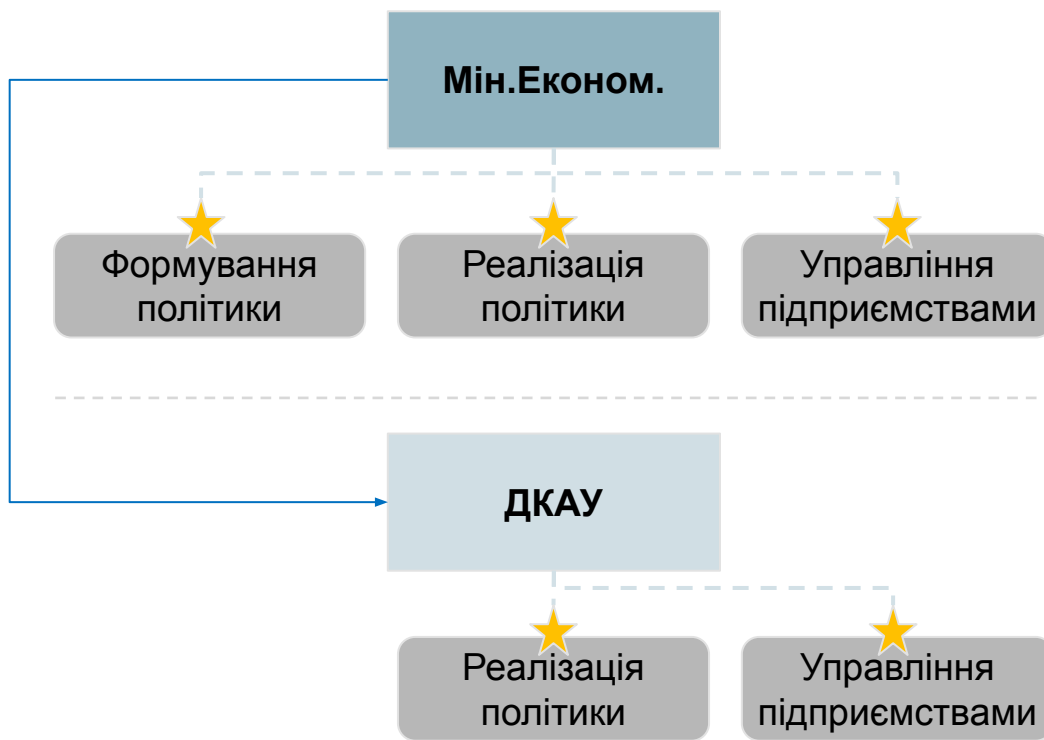 Мін.Економ.
Формування
політики
Реалізація
політики
Управління
підприємствами
ДКАУ
Реалізація
політики
Управління
підприємствами